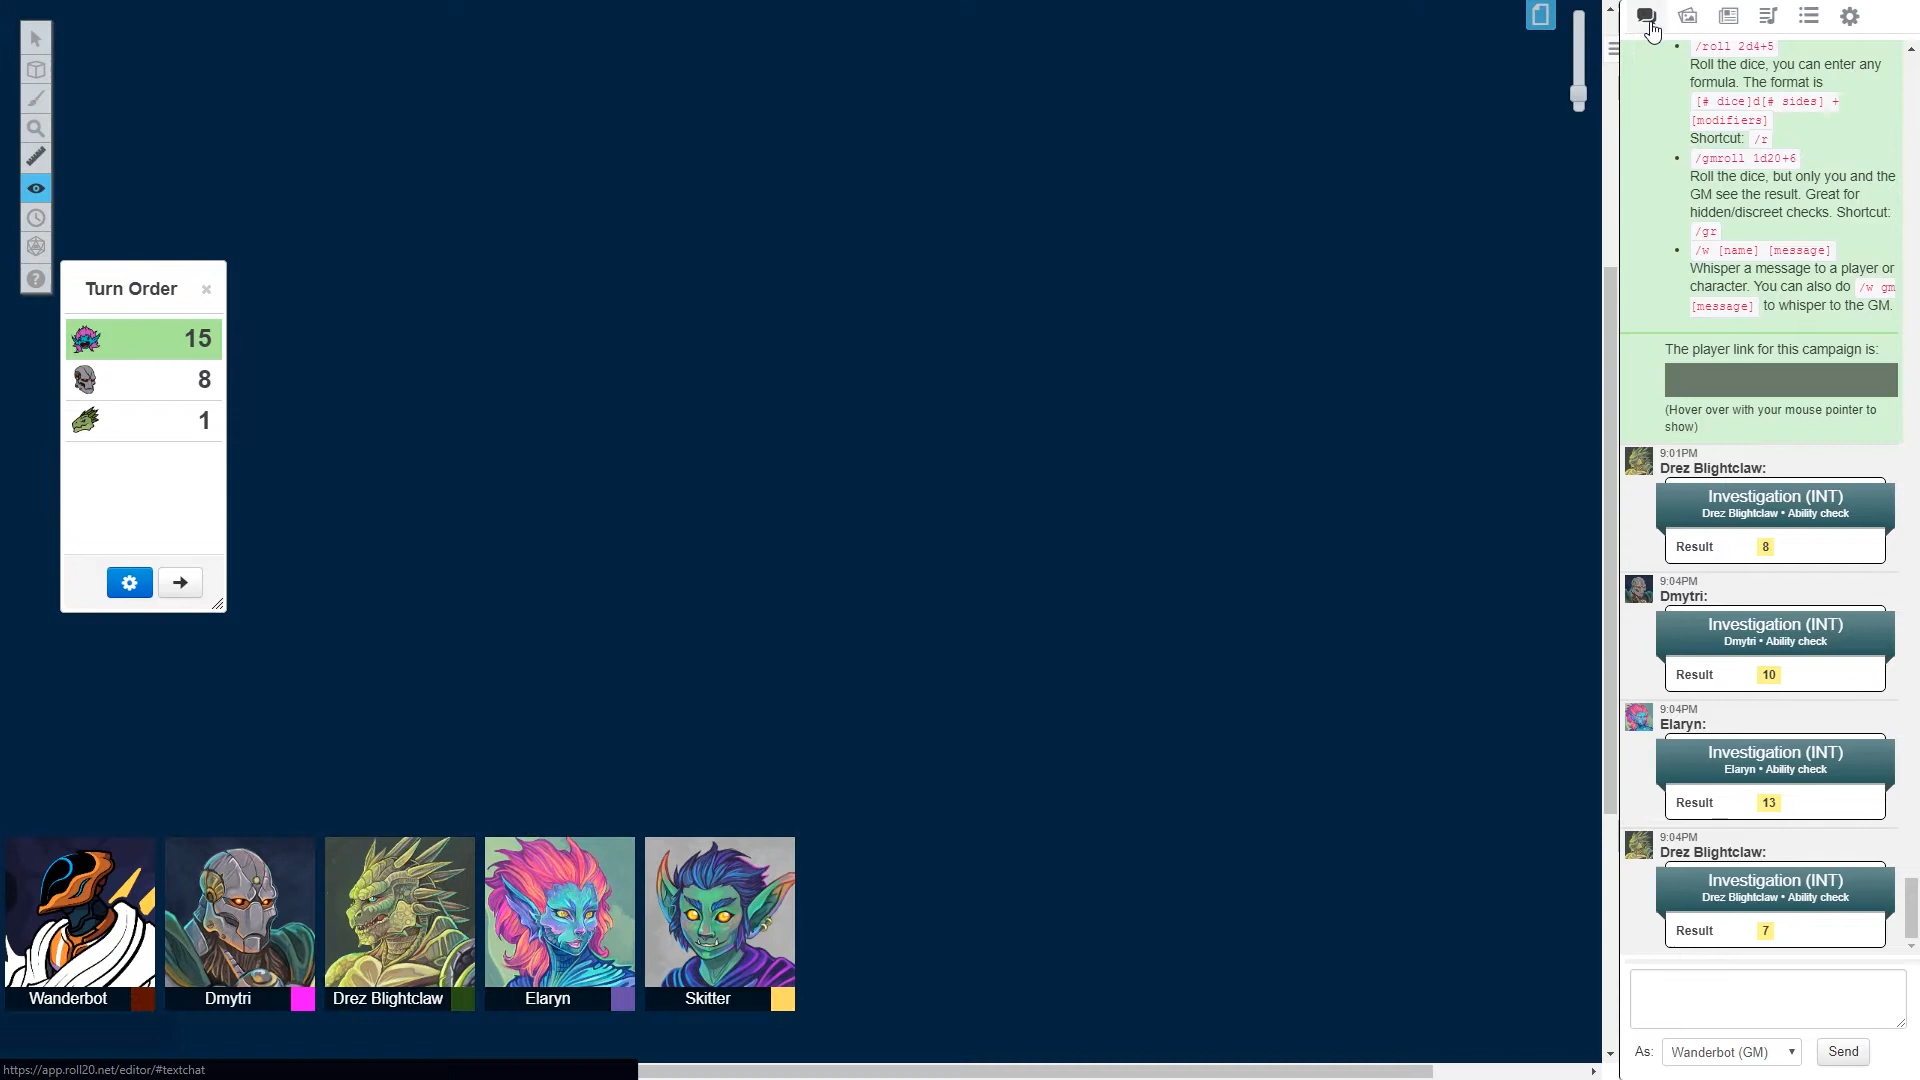 /roll 2d4+5
Roll the dice, you can enter any
formula. The format is
[# dice]d[# sides] +
[modifiers]
Shortcut: /r
/gmroll 1d20+6
Roll the dice, but only you and the
GM see the result. Great for
hidden/discreet checks. Shortcut:
/gr
/w [name] [message]
Whisper a message to a player or
character. You can also do /w gm
[message] to whisper to the GM.
The player link for this campaign is:
(Hover over with your mouse pointer to
show)
Turn Order ×
15
8
1
9:01PM
Drez Blightclaw:
Investigation (INT)
Drez Blightclaw • Ability check
Result 8
9:04PM
Dmytri:
Investigation (INT)
Dmytri • Ability check
Result 10
9:04PM
Elaryn:
Investigation (INT)
Elaryn • Ability check
Result 13
9:04PM
Drez Blightclaw:
Investigation (INT)
Drez Blightclaw • Ability check
Result 7
Wanderbot
Dmytri
Drez Blightclaw
Elaryn
Skitter
As: Wanderbot (GM) Send
https://app.roll20.net/editor/#textchat